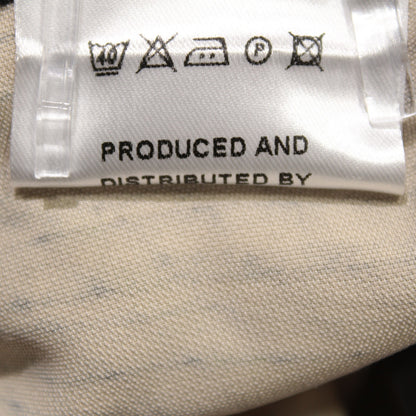 40 P
PRODUCED AND
DISTRIBUTED BY